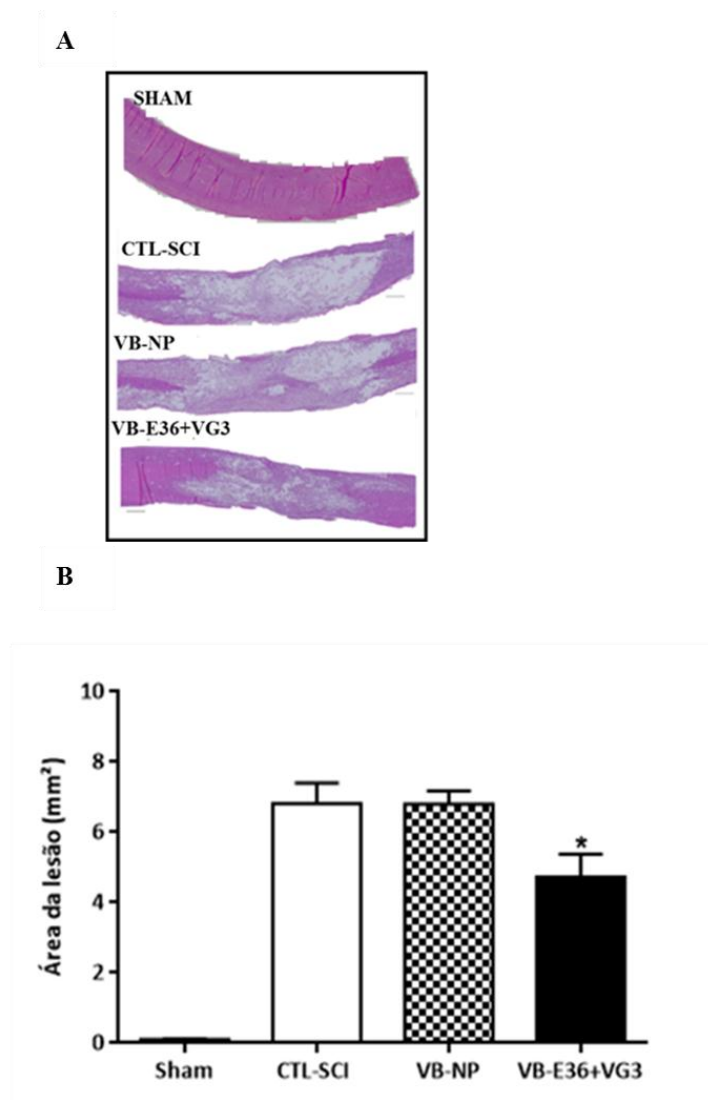 A
SHAM
CTL-SCI
VB-NP
VB-E36+VG3
B
Área da lesão (mm²)
10
8
6
4
2
0
*
Sham CTL-SCI VB-NP VB-E36+VG3